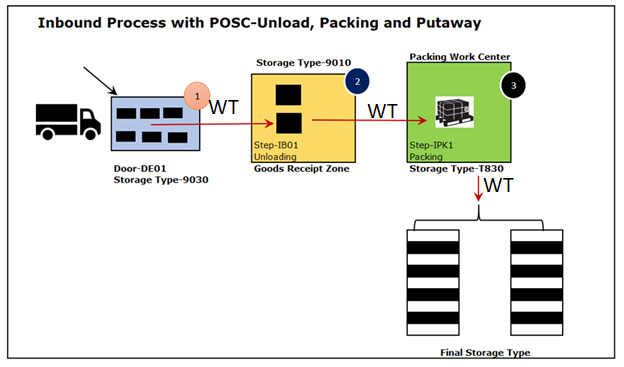 Inbound Process with POSC-Unload, Packing and Putaway
Storage Type-9010
Packing Work Center
1
2
3
WT
WT
Step-IB01
Unloading
Step-IPK1
Packing
Door-DE01
Storage Type-9030
Goods Receipt Zone
Storage Type-T830
WT
Final Storage Type